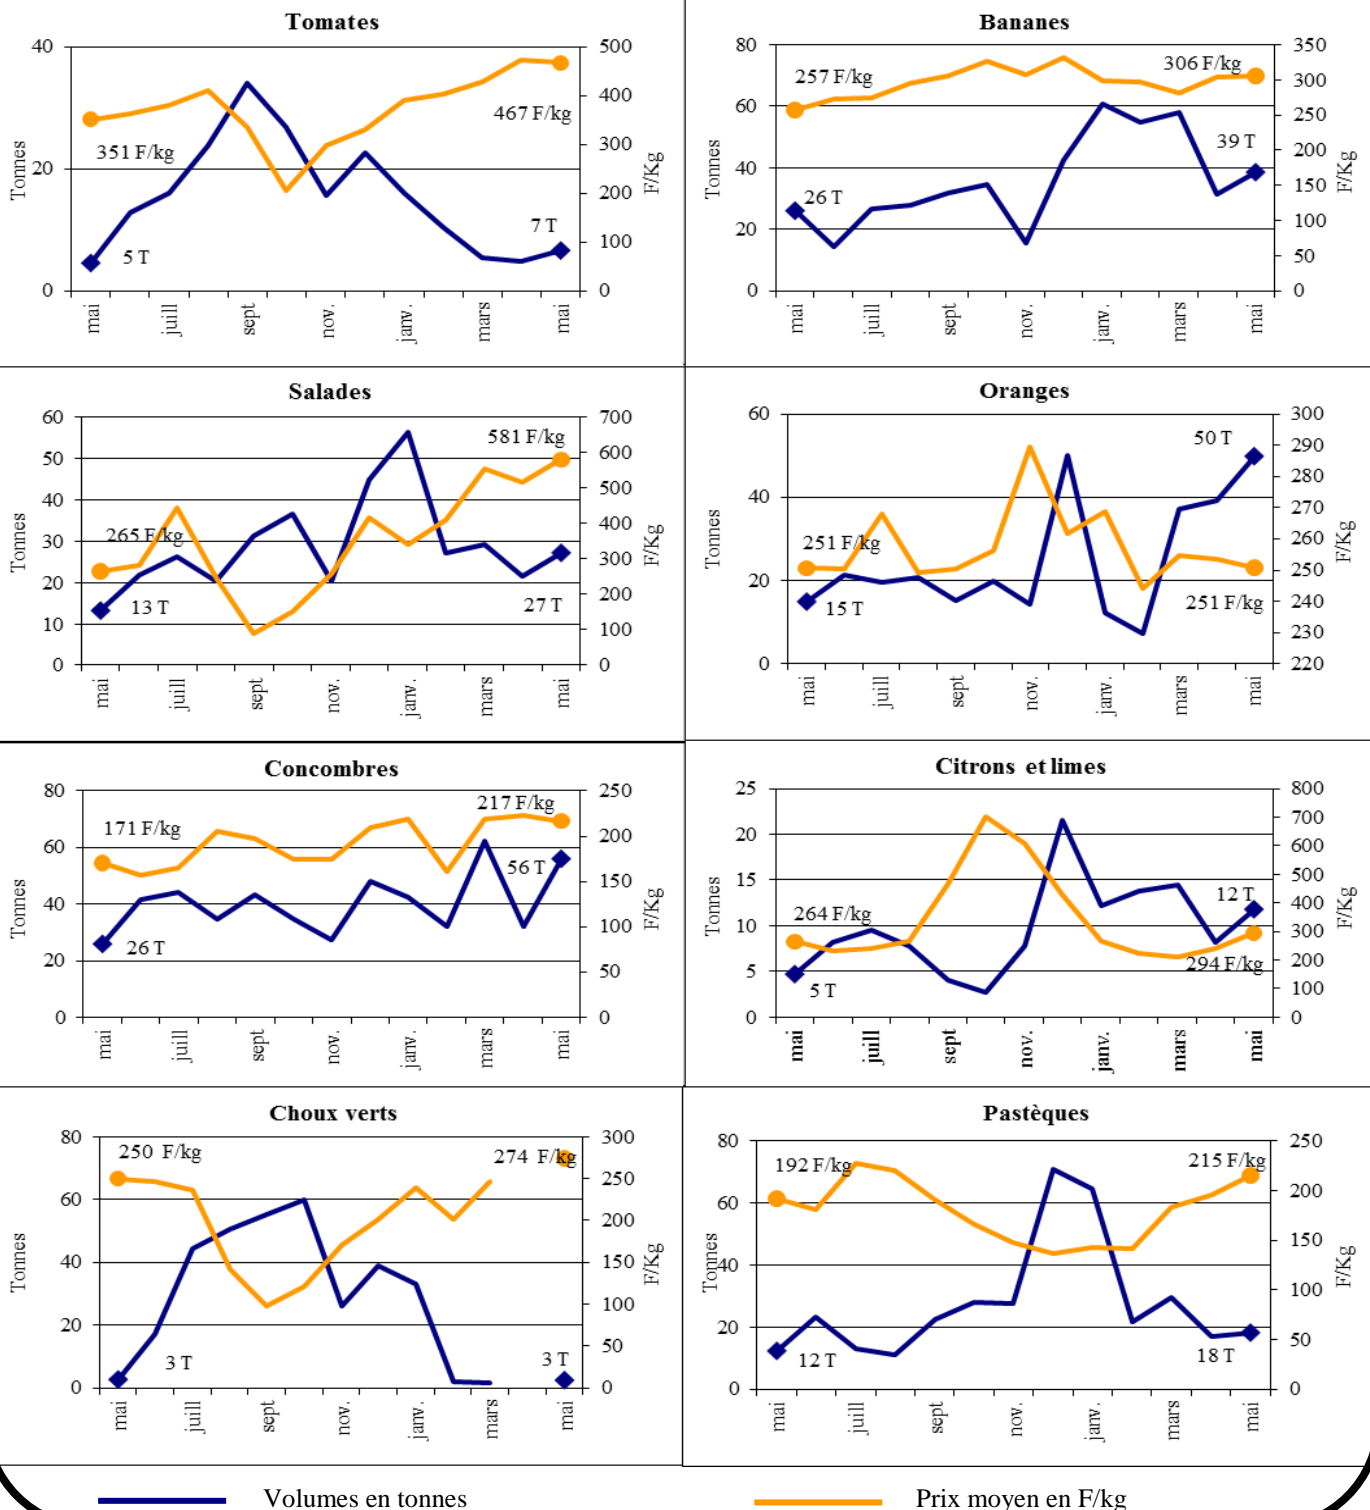 Tomates
40
20
0
Tonnes
500
400
300
200
100
0
F/Kg
351 F/kg
467 F/kg
5 T
7 T
mai
juill
sept
nov.
janv.
mars
mai
Bananes
80
60
40
20
0
Tonnes
350
300
250
200
150
100
50
0
F/Kg
257 F/kg
306 F/kg
26 T
39 T
mai
juill
sept
nov.
janv.
mars
mai
Salades
60
50
40
30
20
10
0
Tonnes
700
600
500
400
300
200
100
0
F/Kg
265 F/kg
581 F/kg
13 T
27 T
mai
juill
sept
nov.
janv.
mars
mai
Oranges
60
40
20
0
Tonnes
300
290
280
270
260
250
240
230
220
F/Kg
251 F/kg
50 T
15 T
251 F/kg
mai
juill
sept
nov.
janv.
mars
mai
Concombres
80
60
40
20
0
Tonnes
250
200
150
100
50
0
F/Kg
171 F/kg
217 F/kg
26 T
56 T
mai
juill
sept
nov.
janv.
mars
mai
Citrons et limes
25
20
15
10
5
0
Tonnes
800
700
600
500
400
300
200
100
0
F/Kg
264 F/kg
12 T
5 T
294 F/kg
mai
juill
sept
nov.
janv.
mars
mai
Choux verts
80
60
40
20
0
Tonnes
300
250
200
150
100
50
0
F/Kg
250 F/kg
274 F/kg
3 T
3 T
mai
juill
sept
nov.
janv.
mars
mai
Pastèques
80
60
40
20
0
Tonnes
250
200
150
100
50
0
F/Kg
192 F/kg
215 F/kg
12 T
18 T
mai
juill
sept
nov.
janv.
mars
mai
Volumes en tonnes
Prix moyen en F/kg